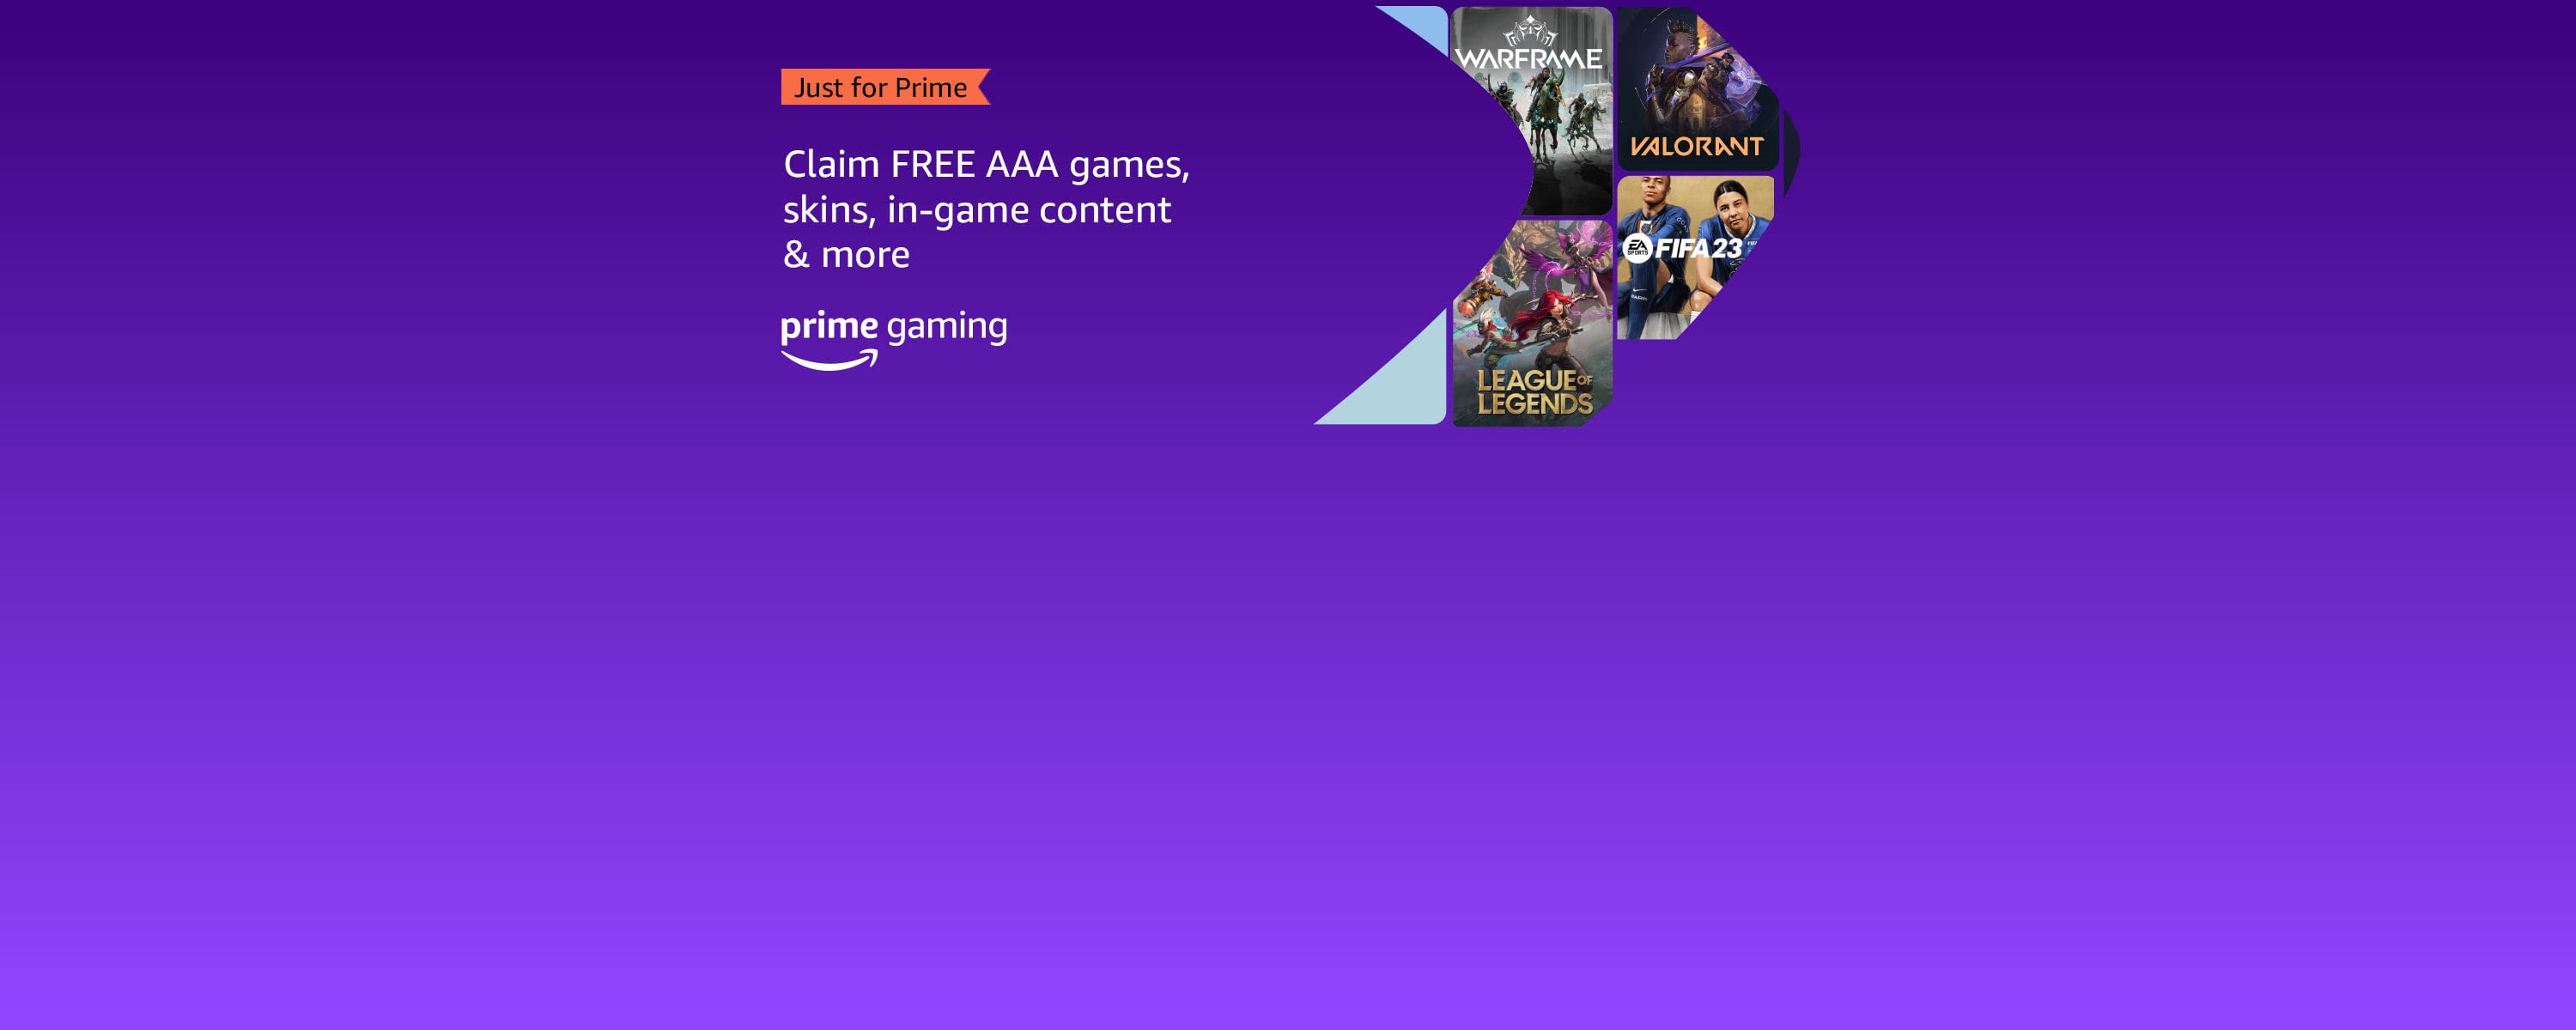 Just for Prime
Claim FREE AAA games,
skins, in-game content
& more
prime gaming
WARFRAME
VALORANT
EA
SPORTS
FIFA 23
LEAGUE OF
LEGENDS